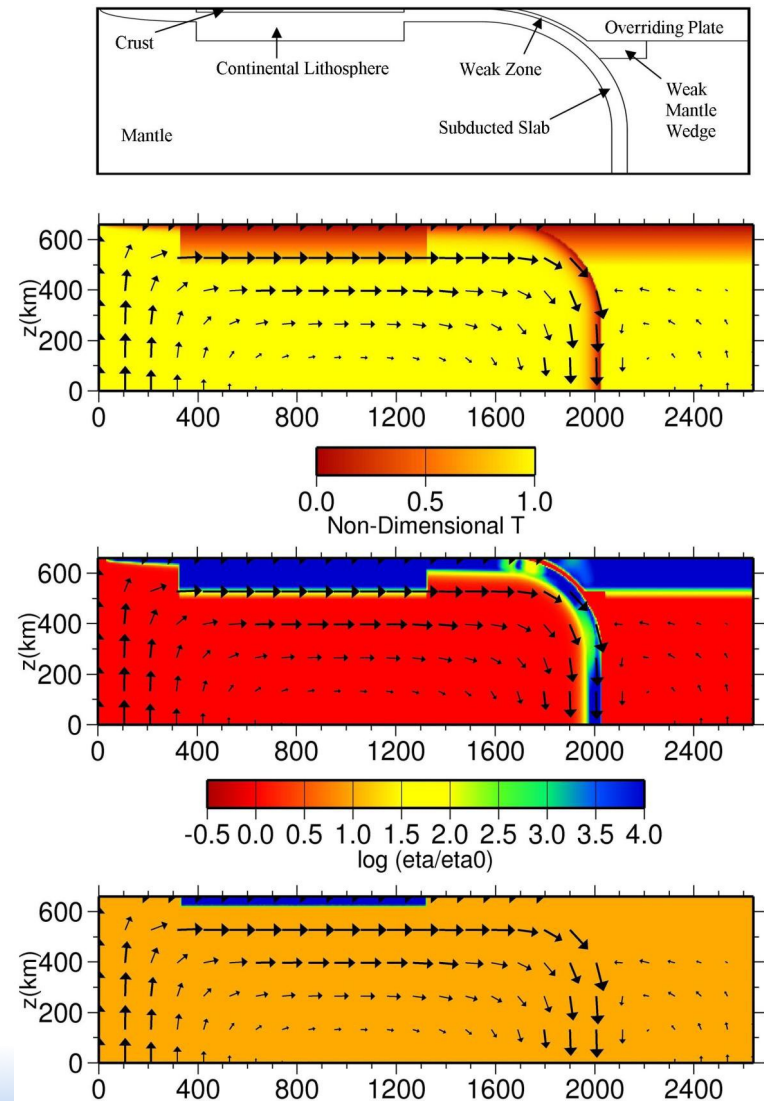 Crust
Continental Lithosphere
Weak Zone
Overriding Plate
Weak
Mantle
Wedge
Subducted Slab
Mantle
z(km)
600
400
200
0
0 400 800 1200 1600 2000 2400
0.0 0.5 1.0
Non-Dimensional T
z(km)
600
400
200
0
0 400 800 1200 1600 2000 2400
-0.5 0.0 0.5 1.0 1.5 2.0 2.5 3.0 3.5 4.0
log (eta/eta0)
z(km)
600
400
200
0
0 400 800 1200 1600 2000 2400